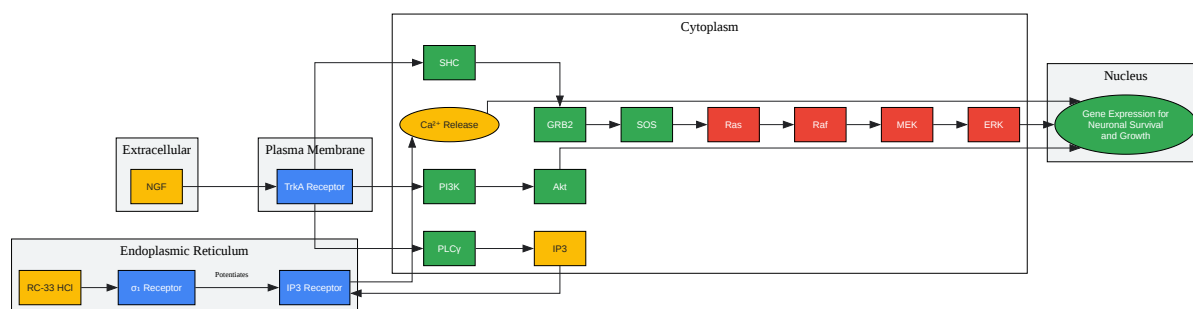 Cytoplasm
SHC
Nucleus
Ca²⁺ Release
GRB2
SOS
Ras
Raf
MEK
ERK
Gene Expression for
Neuronal Survival
and Growth
Extracellular
Plasma Membrane
NGF
TrkA Receptor
PI3K
Akt
Endoplasmic Reticulum
PLCγ
IP3
Potentiates
RC-33 HCl
σ₁ Receptor
IP3 Receptor